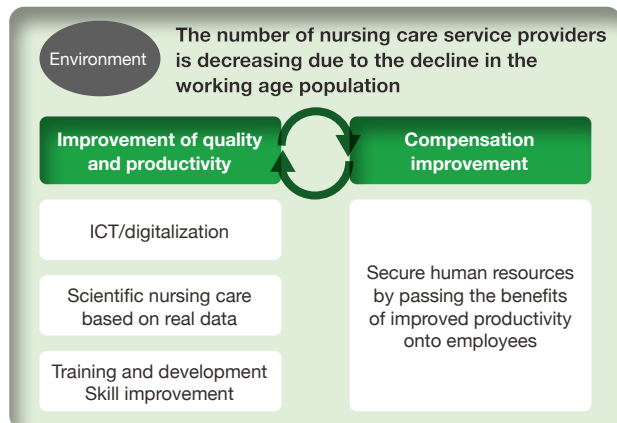 Environment
The number of nursing care service providers
is decreasing due to the decline in the
working age population
Improvement of quality
and productivity
Compensation
improvement
ICT/digitalization
Scientific nursing care
based on real data
Training and development
Skill improvement
Secure human resources
by passing the benefits
of improved productivity
onto employees